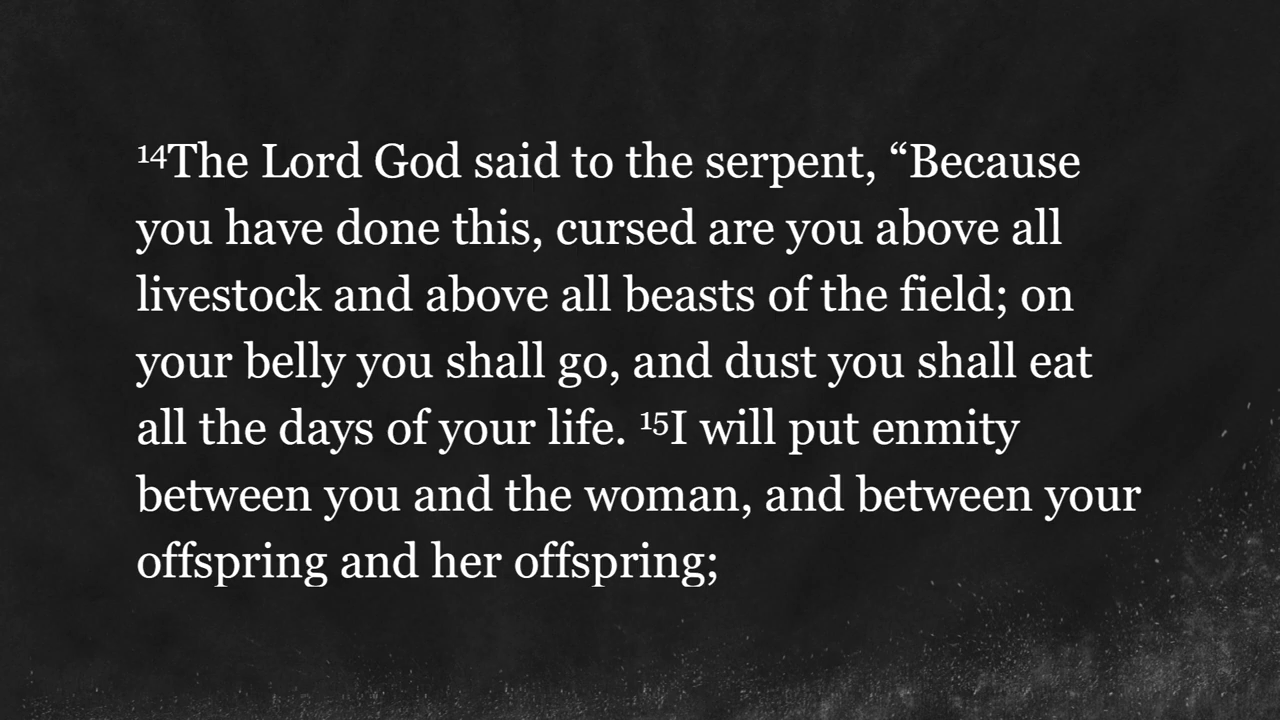 ¹⁴The Lord God said to the serpent, “Because
you have done this, cursed are you above all
livestock and above all beasts of the field; on
your belly you shall go, and dust you shall eat
all the days of your life. ¹⁵I will put enmity
between you and the woman, and between your
offspring and her offspring;